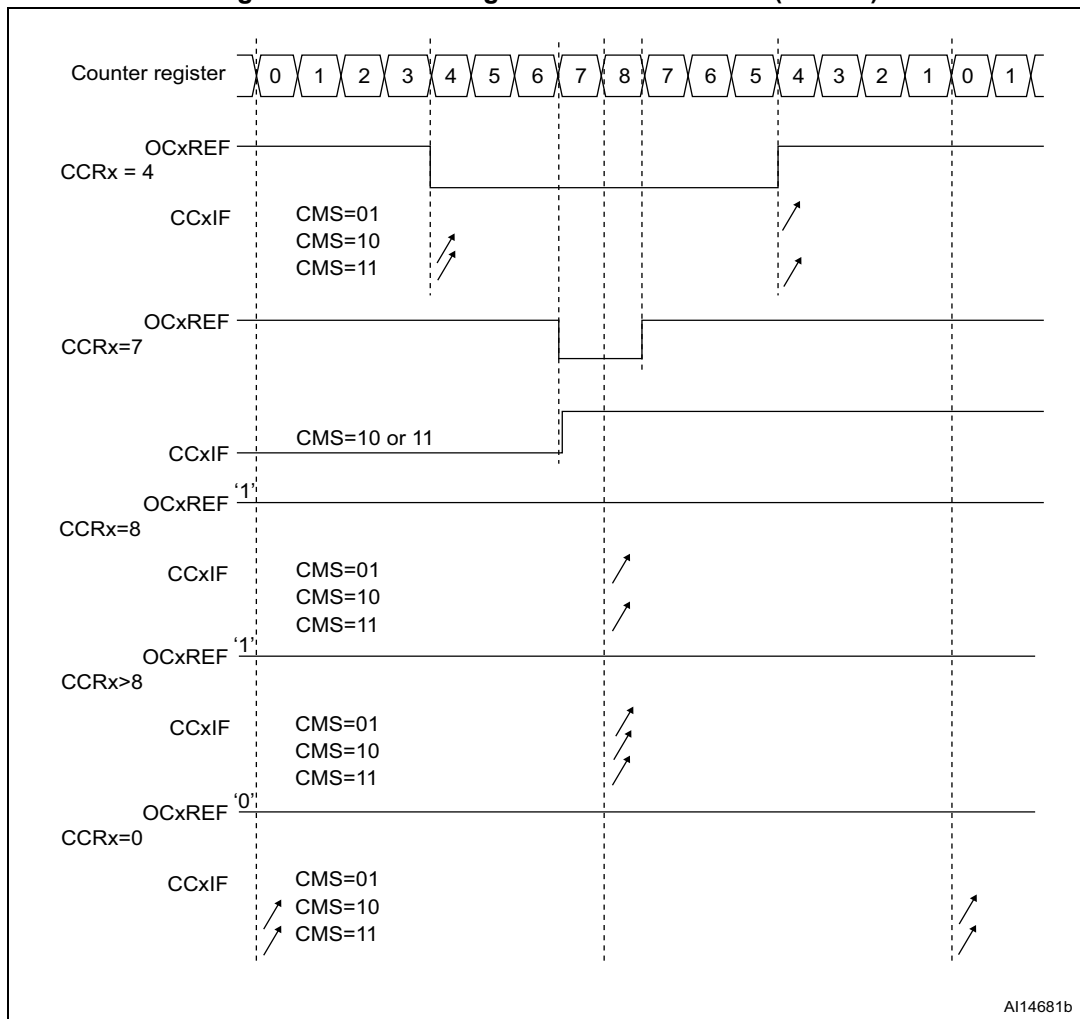 Counter register 0 1 2 3 4 5 6 7 8 7 6 5 4 3 2 1 0 1
OCxREF
CCRx = 4
CCxIF
CMS=01
CMS=10
CMS=11
OCxREF
CCRx=7
CMS=10 or 11
CCxIF
'1'
OCxREF
CCRx=8
CCxIF
CMS=01
CMS=10
CMS=11
'1'
OCxREF
CCRx>8
CCxIF
CMS=01
CMS=10
CMS=11
'0'
OCxREF
CCRx=0
CCxIF
CMS=01
CMS=10
CMS=11
AI14681b